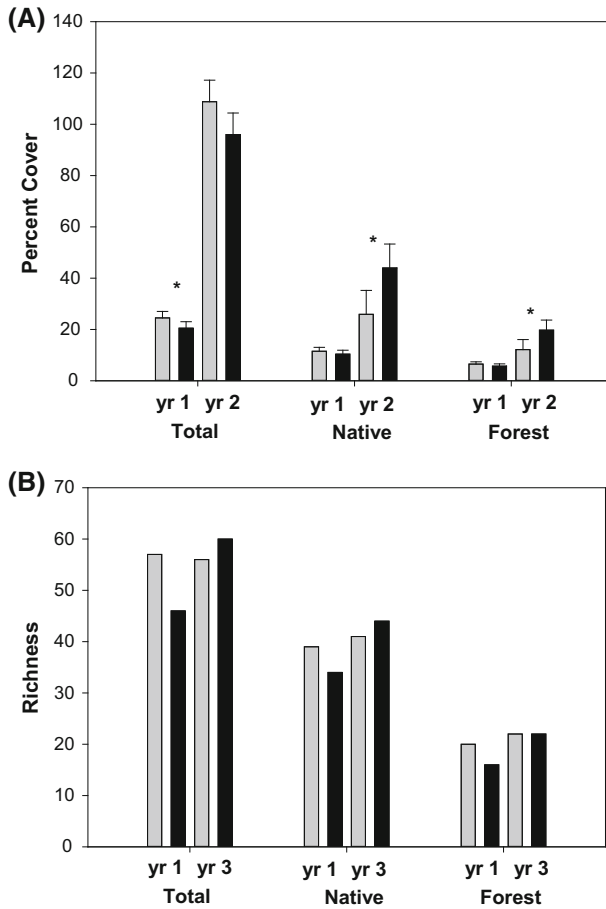 (A)
140
120
100
80
60
40
20
0
Percent Cover
*
*
*
yr 1 yr 2 yr 1 yr 2 yr 1 yr 2
Total Native Forest
(B)
70
60
50
40
30
20
10
0
Richness
yr 1 yr 3 yr 1 yr 3 yr 1 yr 3
Total Native Forest